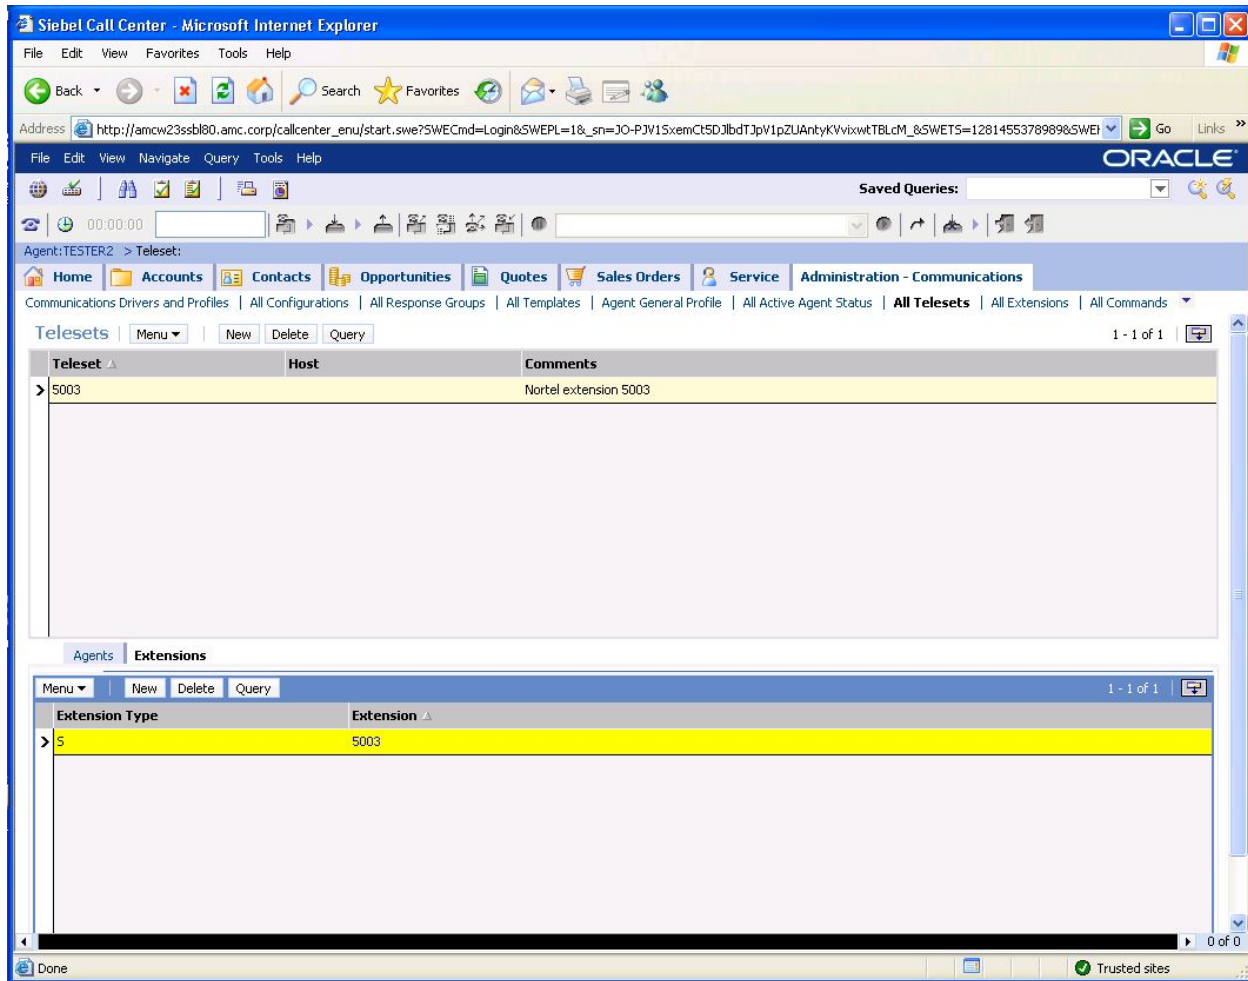 Siebel Call Center - Microsoft Internet Explorer
File Edit View Favorites Tools Help
Back Search Favorites
Address http://amcw23ssbl80.amc.corp/callcenter_enu/start.swe?SWECmd=Login&SWEPL=1&_sn=JO-PJV1SxemCt5DJlbdTJpV1pZUAntyKVvixwtTBLcM_&SWETS=1281455378989&SWEH Go Links »
File Edit View Navigate Query Tools Help ORACLE
Saved Queries:
00:00:00
Agent:TESTER2 > Teleset:
Home Accounts Contacts Opportunities Quotes Sales Orders Service Administration - Communications
Communications Drivers and Profiles | All Configurations | All Response Groups | All Templates | Agent General Profile | All Active Agent Status | All Telesets | All Extensions | All Commands
Telesets | Menu | New Delete Query 1 - 1 of 1
Teleset Host Comments
5003 Nortel extension 5003
Agents Extensions
Menu | New Delete Query 1 - 1 of 1
Extension Type Extension
S 5003
0 of 0
Done Trusted sites